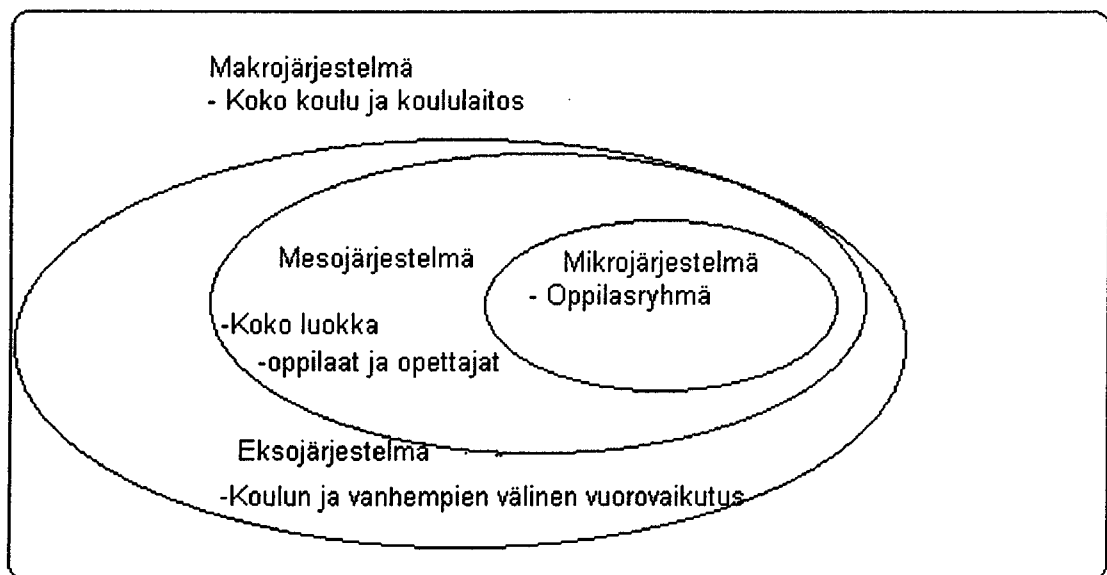 Makrojärjestelmä
- Koko koulu ja koululaitos
Mesojärjestelmä
-Koko luokka
-oppilaat ja opettajat
Mikrojärjestelmä
- Oppilasryhmä
Eksojärjestelmä
-Koulun ja vanhempien välinen vuorovaikutus